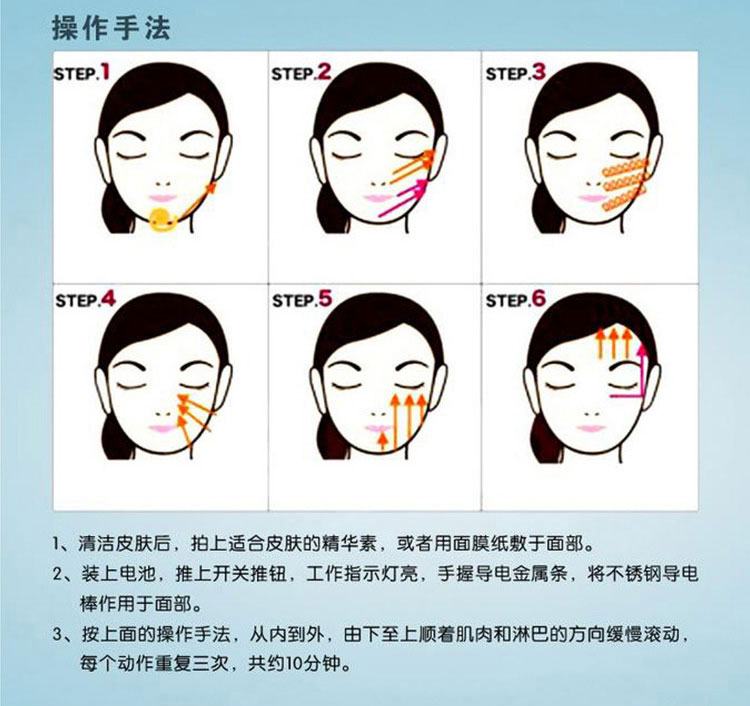 操作手法
STEP.1
STEP.2
STEP.3
STEP.4
STEP.5
STEP.6
1、清洁皮肤后，拍上适合皮肤的精华素，或者用面膜纸敷于面部。
2、装上电池，推上开关推钮，工作指示灯亮，手握导电金属条，将不锈钢导电
棒作用于面部。
3、按上面的操作手法，从内到外，由下至上顺着肌肉和淋巴的方向缓慢滚动，
每个动作重复三次，共约10分钟。